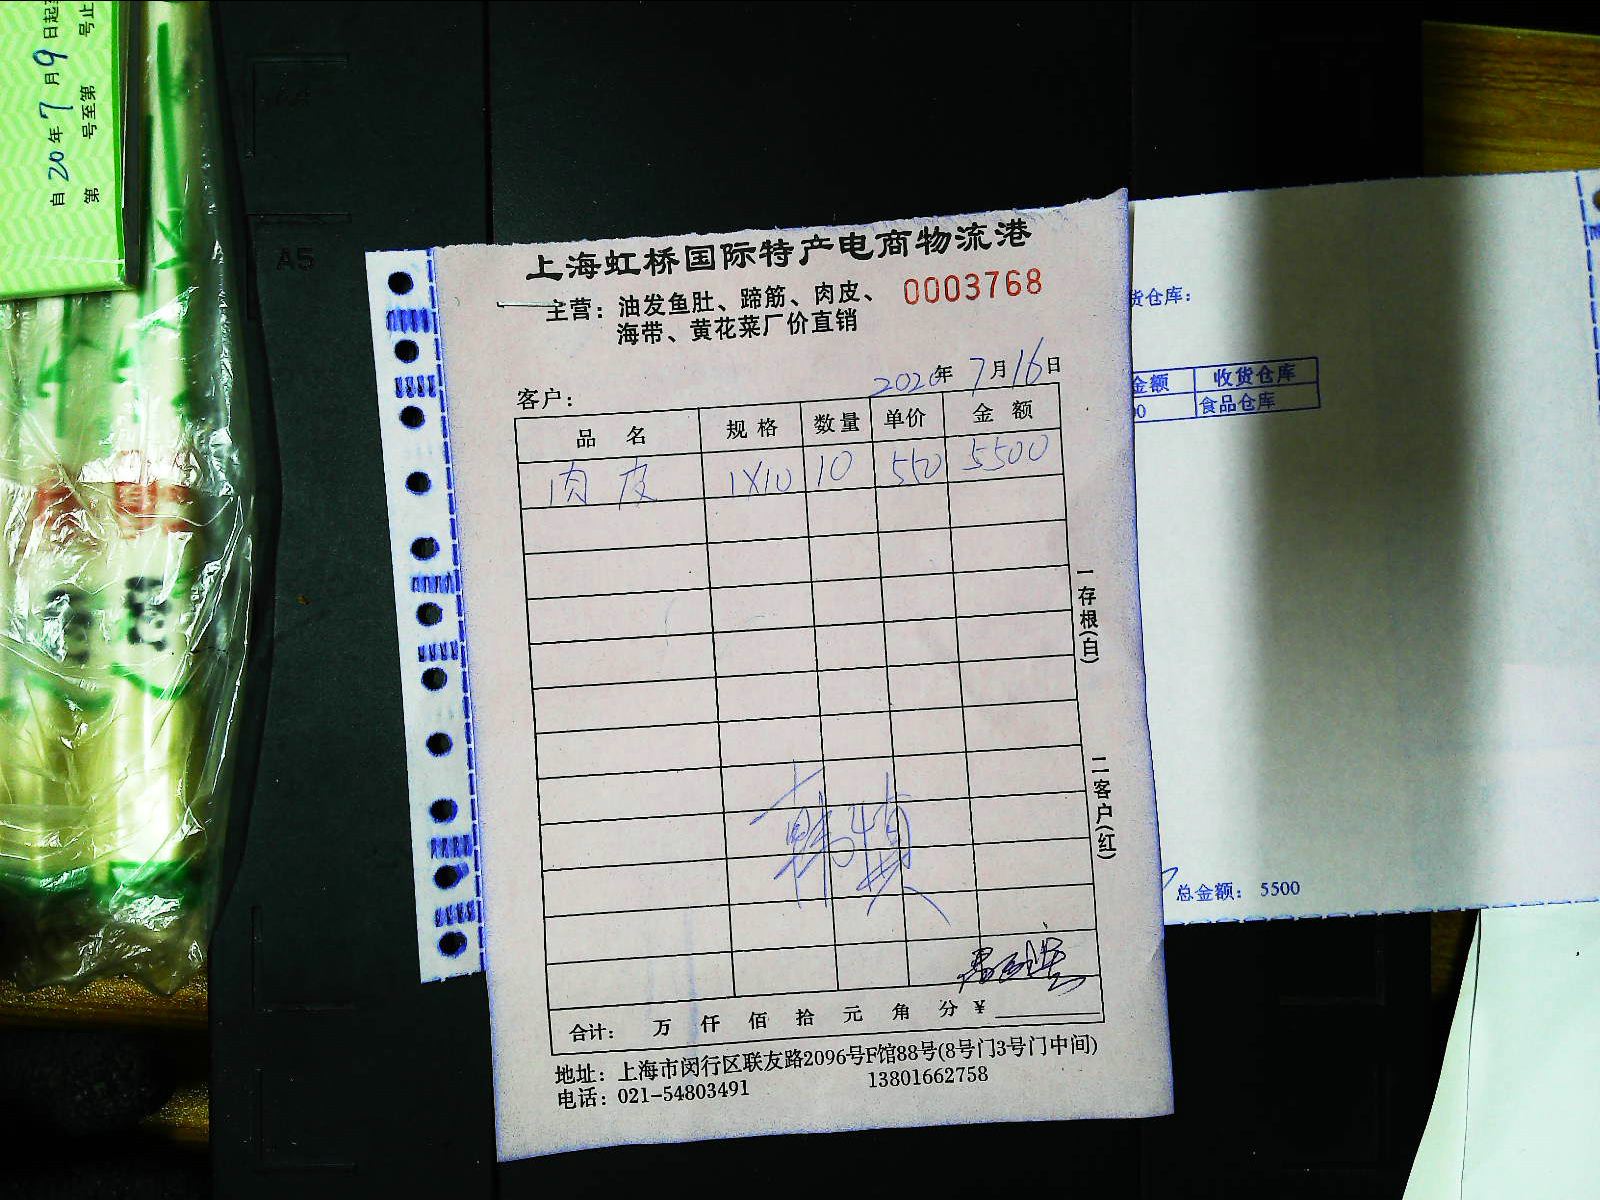 自20年7月9日起
第 号至第 号止
A5
上海虹桥国际特产电商物流港
主营：油发鱼肚、蹄筋、肉皮、 0003768
海带、黄花菜厂价直销
2020年7月16日
客户：
品名 规格 数量 单价 金额
肉皮 1X10 10 550 5500
一存根(白)
二客户(红)
合计： 万 仟 佰 拾 元 角 分 ¥
地址：上海市闵行区联友路2096号F馆88号(8号门3号门中间)
电话：021-54803491 13801662758
货仓库：
金额 收货仓库
00 食品仓库
总金额： 5500